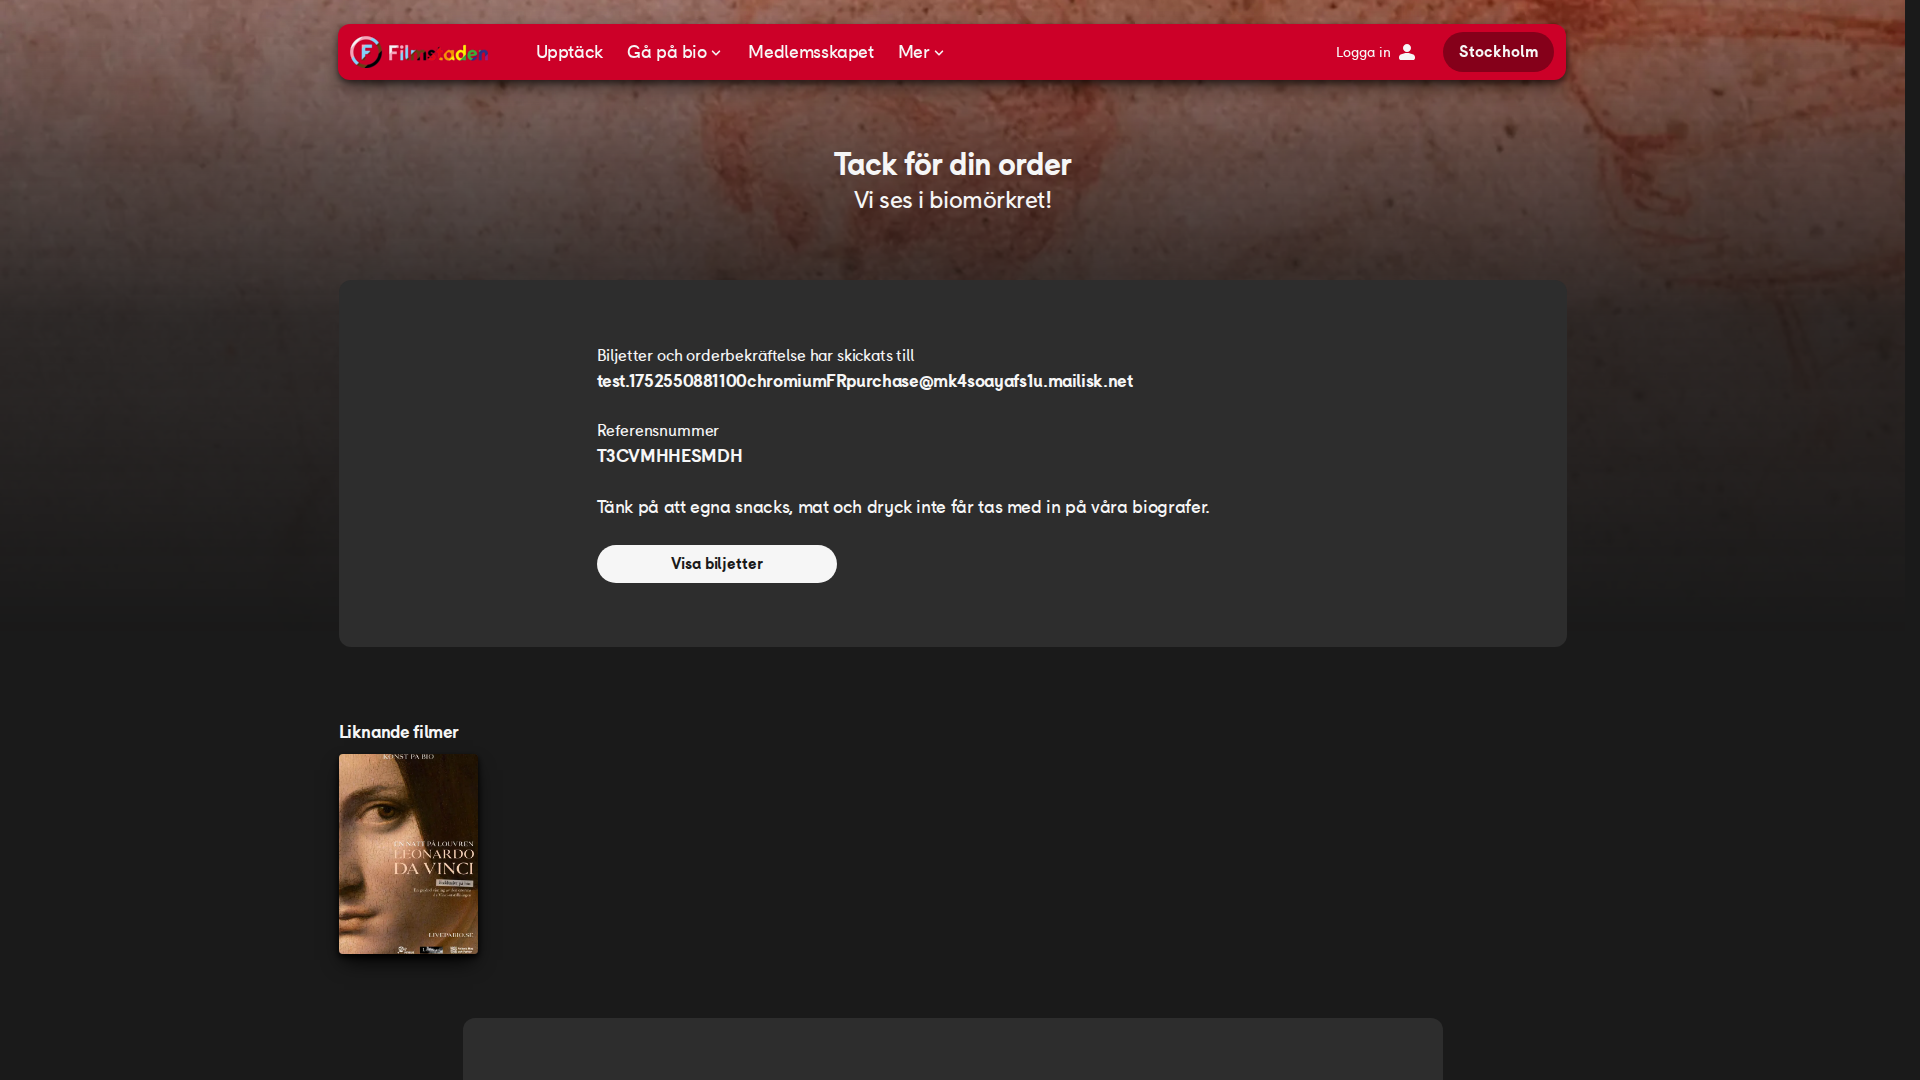 Filmstaden
Upptäck
Gå på bio
Medlemsskapet
Mer
Logga in
Stockholm
Tack för din order
Vi ses i biomörkret!
Biljetter och orderbekräftelse har skickats till
test.1752550881100chromiumFRpurchase@mk4soayafs1u.mailisk.net
Referensnummer
T3CVMHHESMDH
Tänk på att egna snacks, mat och dryck inte får tas med in på våra biografer.
Visa biljetter
Liknande filmer
KONST PÅ BIO
EN NATT PÅ LOUVREN
LEONARDO
DA VINCI
LIVEPABIO.SE